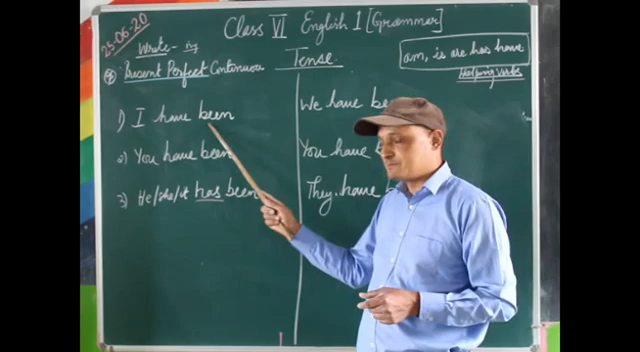 25-06-20
Class VI English 1 [Grammar]
Write - ing
Present Perfect Continuous Tense.
am, is are has have
Helping verbs
1) I have been
2) You have been
3) He/she/it has been
We have be
You have
They have